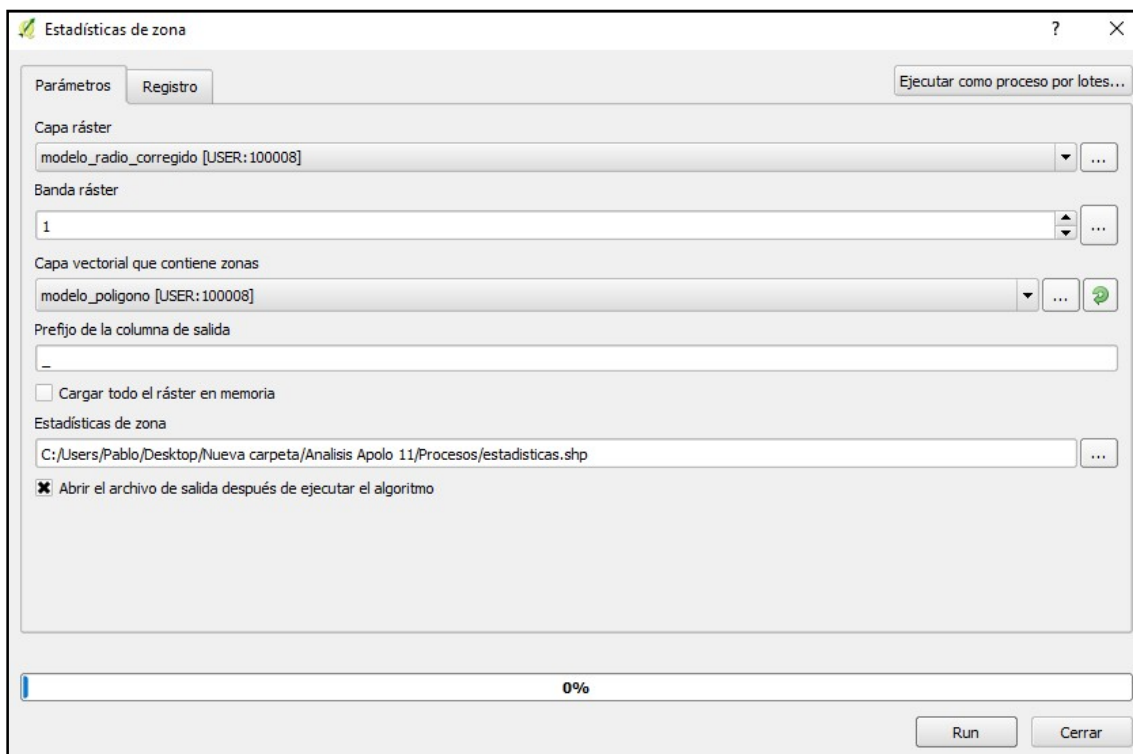 Estadísticas de zona
?
Parámetros
Registro
Ejecutar como proceso por lotes...
Capa ráster
modelo_radio_corregido [USER:100008]
...
Banda ráster
1
...
Capa vectorial que contiene zonas
modelo_poligono [USER:100008]
...
Prefijo de la columna de salida
_
Cargar todo el ráster en memoria
Estadísticas de zona
C:/Users/Pablo/Desktop/Nueva carpeta/Analisis Apolo 11/Procesos/estadisticas.shp
...
Abrir el archivo de salida después de ejecutar el algoritmo
0%
Run
Cerrar